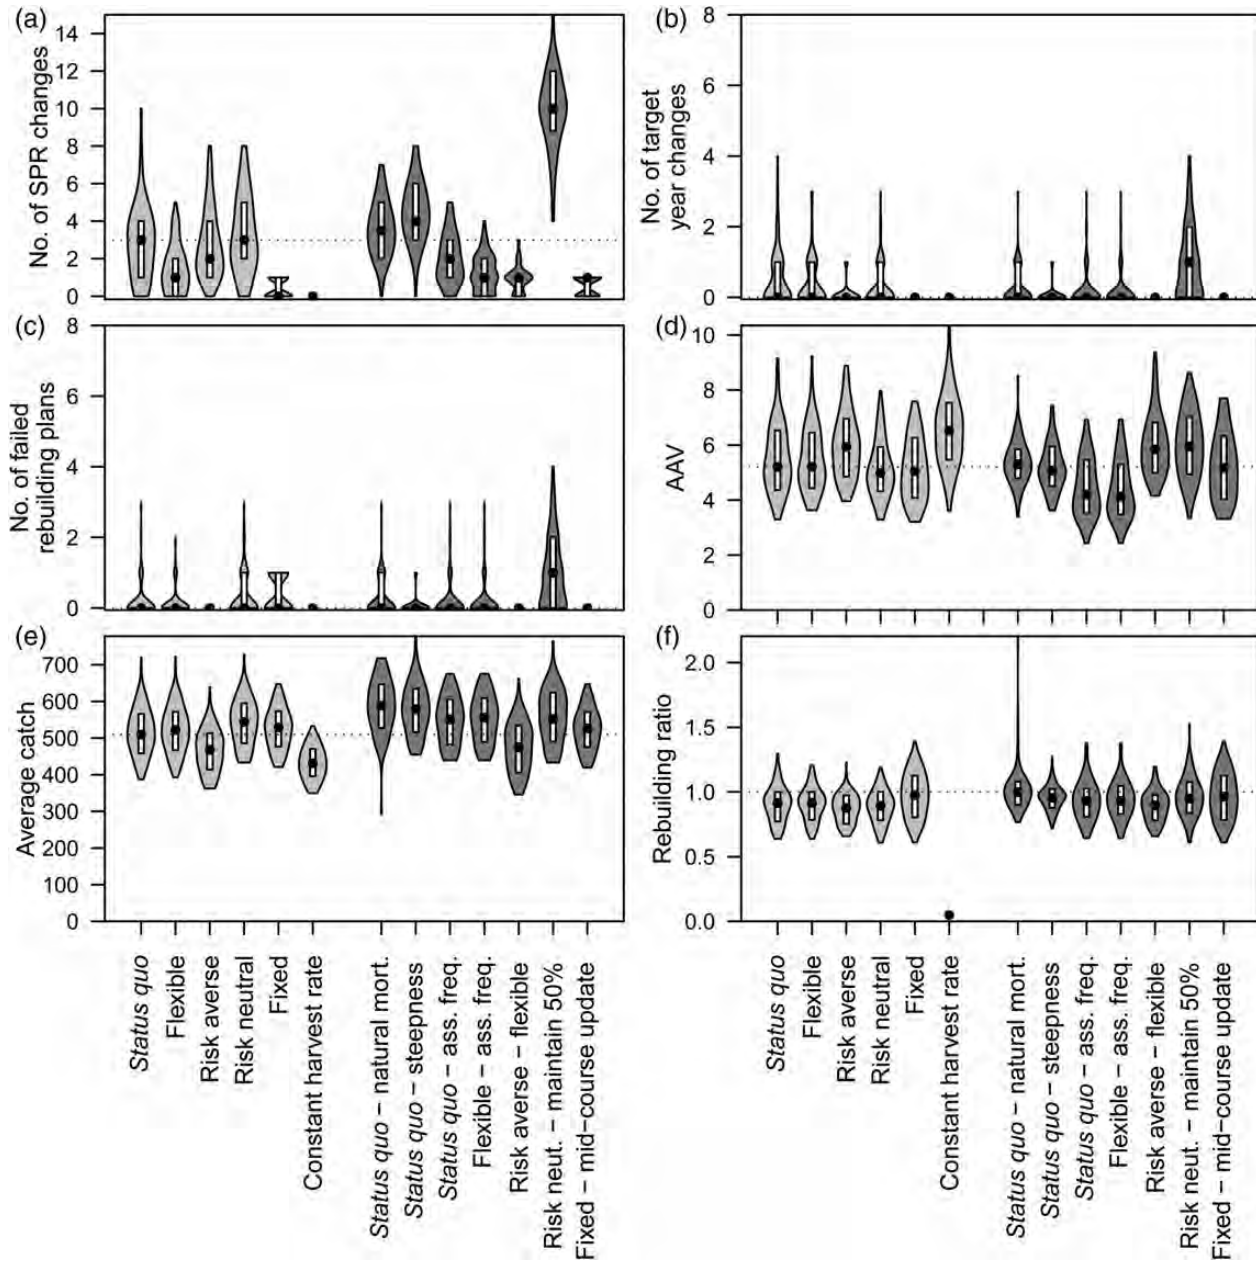 (a)
No. of SPR changes
14
12
10
8
6
4
2
0
(b)
No. of target
year changes
8
6
4
2
0
(c)
No. of failed
rebuilding plans
8
6
4
2
0
(d)
AAV
10
8
6
4
2
0
(e)
Average catch
700
600
500
400
300
200
100
0
(f)
Rebuilding ratio
2.0
1.5
1.0
0.5
0.0
Status quo
Flexible
Risk averse
Risk neutral
Fixed
Constant harvest rate
Status quo – natural mort.
Status quo – steepness
Status quo – ass. freq.
Flexible – ass. freq.
Risk averse – flexible
Risk neut. – maintain 50%
Fixed – mid–course update
Status quo
Flexible
Risk averse
Risk neutral
Fixed
Constant harvest rate
Status quo – natural mort.
Status quo – steepness
Status quo – ass. freq.
Flexible – ass. freq.
Risk averse – flexible
Risk neut. – maintain 50%
Fixed – mid–course update